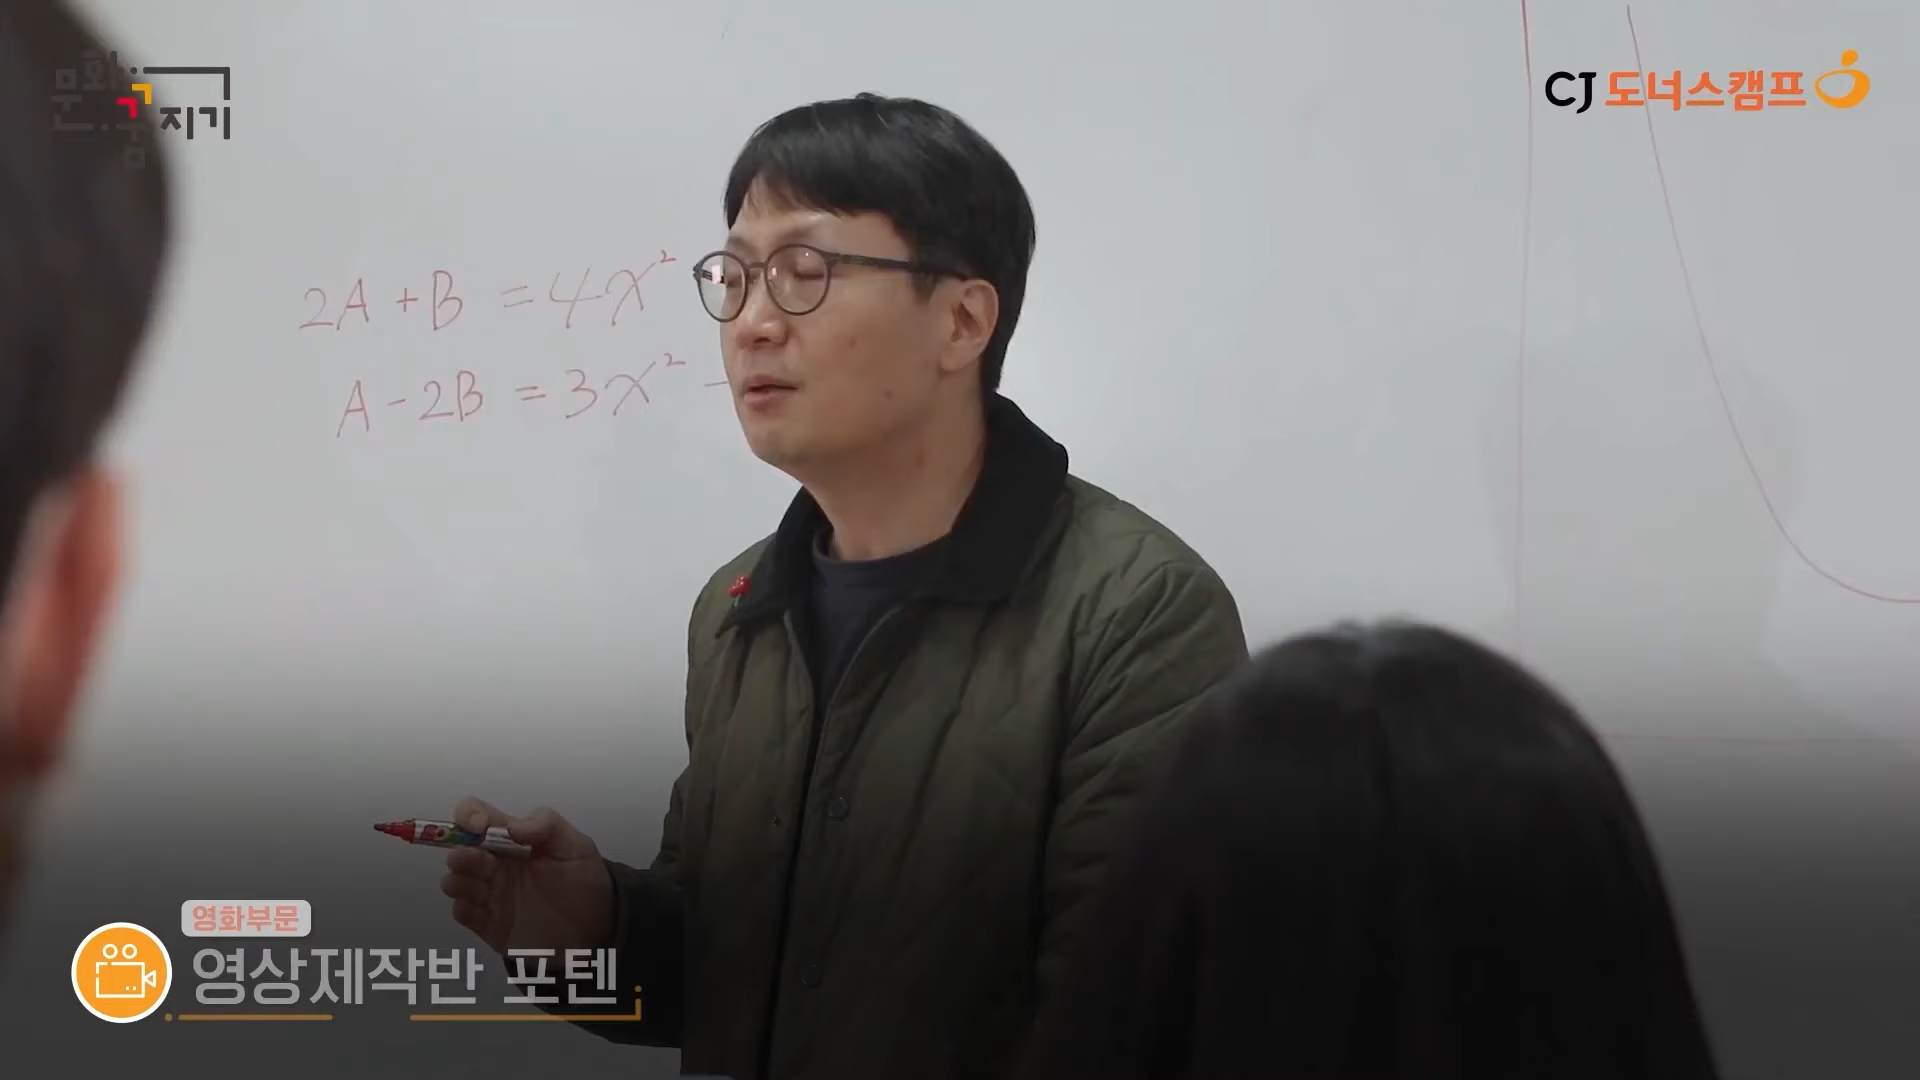 문화꿈지기
CJ 도너스캠프
2A + B = 4x²
A - 2B = 3x² -
영화부문
영상제작반 포텐